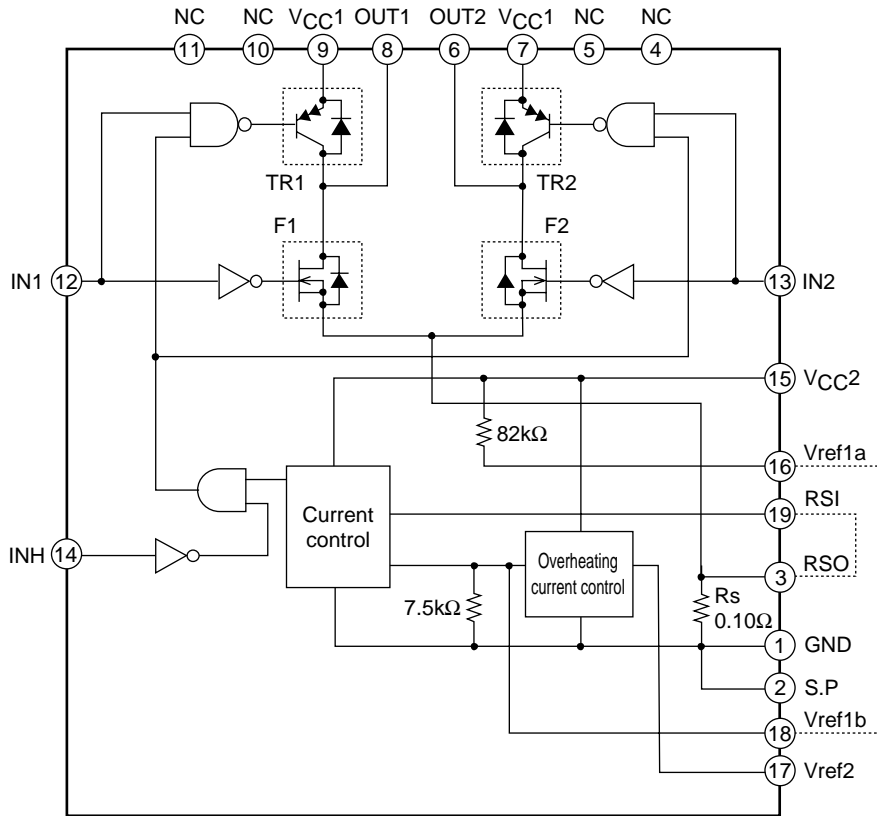 NC NC VCC1 OUT1 OUT2 VCC1 NC NC
11 10 9 8 6 7 5 4
TR1 TR2
F1 F2
IN1 12 13 IN2
15 VCC2
82kΩ
16 Vref1a
Current
control
19 RSI
INH 14
Overheating
current control
3 RSO
7.5kΩ
Rs
0.10Ω
1 GND
2 S.P
18 Vref1b
17 Vref2